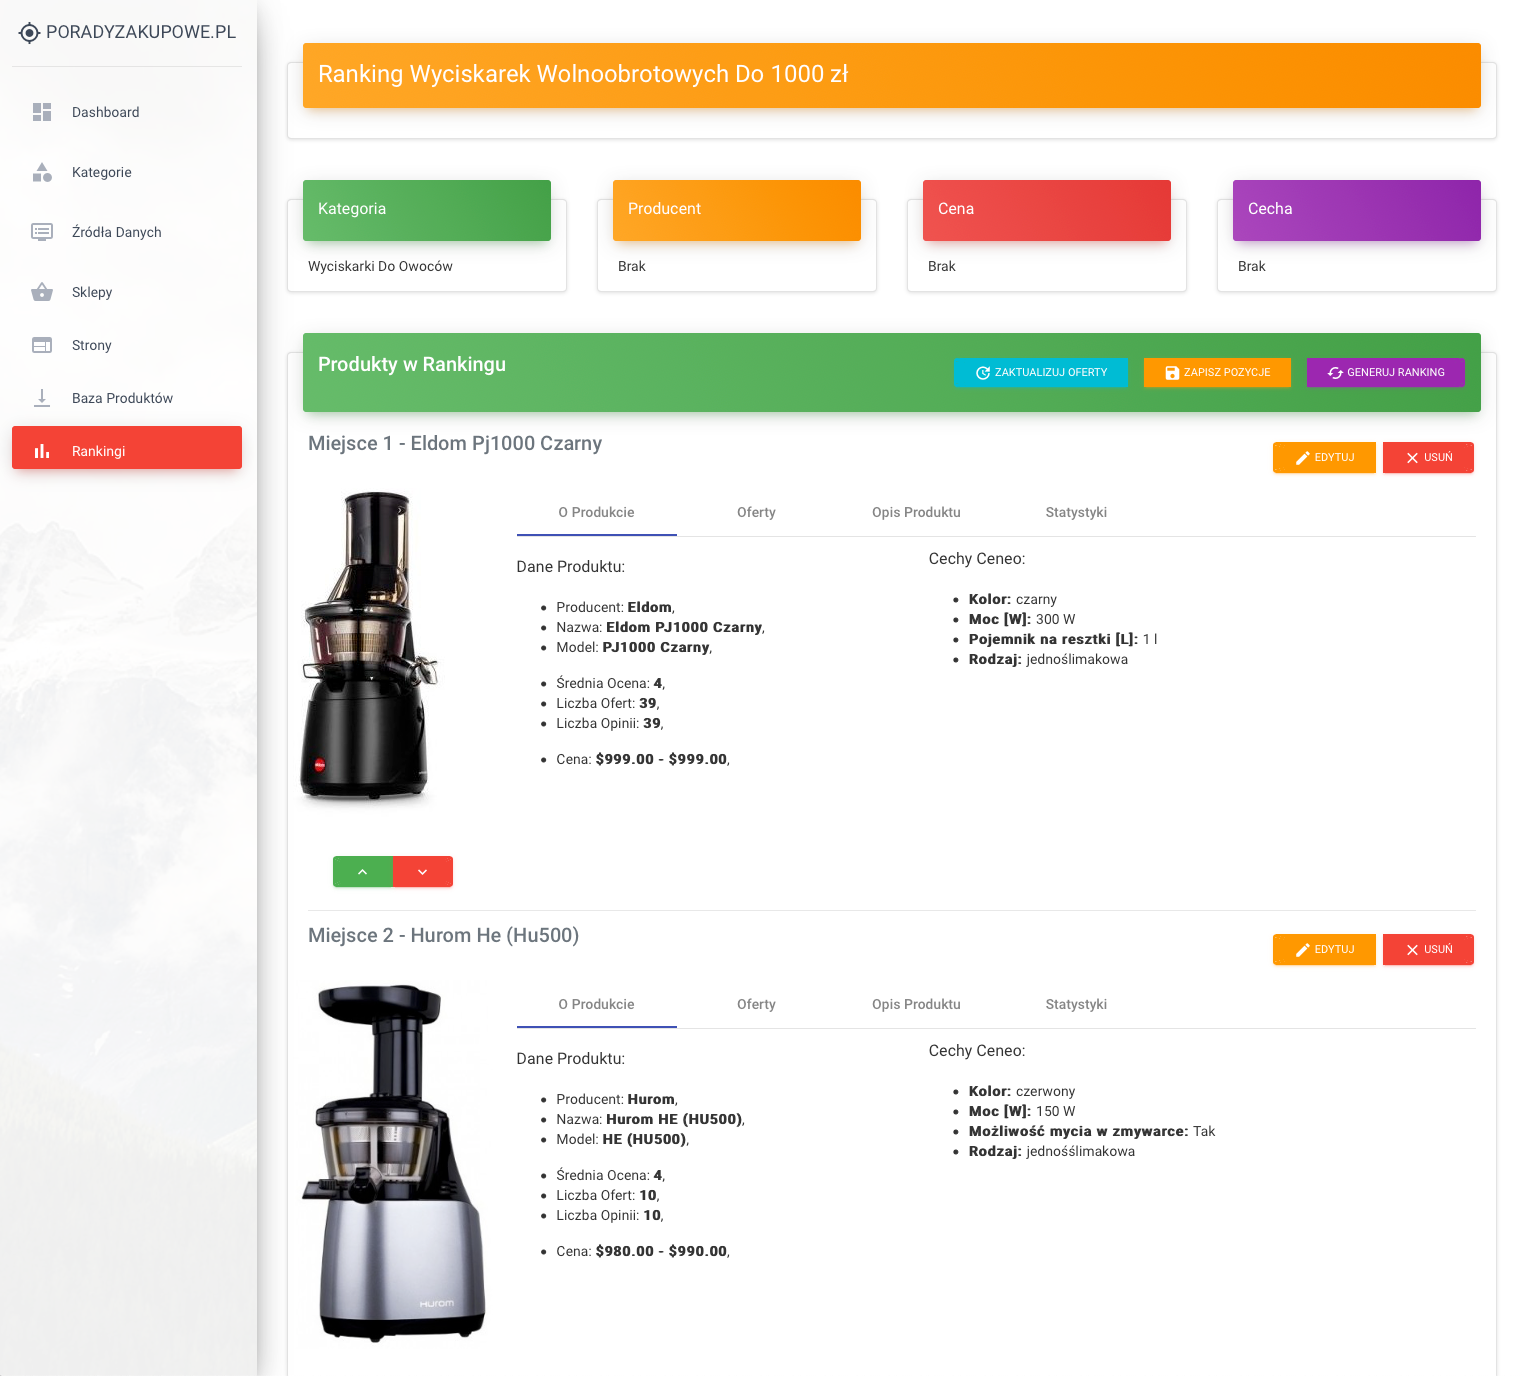 PORADYZAKUPOWE.PL
Dashboard
Kategorie
Źródła Danych
Sklepy
Strony
Baza Produktów
Rankingi
Ranking Wyciskarek Wolnoobrotowych Do 1000 zł
Kategoria
Wyciskarki Do Owoców
Producent
Brak
Cena
Brak
Cecha
Brak
Produkty w Rankingu
ZAKTUALIZUJ OFERTY
ZAPISZ POZYCJE
GENERUJ RANKING
Miejsce 1 - Eldom Pj1000 Czarny
EDYTUJ
USUŃ
O Produkcie
Oferty
Opis Produktu
Statystyki
Dane Produktu:
Producent: Eldom,
Nazwa: Eldom PJ1000 Czarny,
Model: PJ1000 Czarny,
Średnia Ocena: 4,
Liczba Ofert: 39,
Liczba Opinii: 39,
Cena: $999.00 - $999.00,
Cechy Ceneo:
Kolor: czarny
Moc [W]: 300 W
Pojemnik na resztki [L]: 1 l
Rodzaj: jednoślimakowa
Miejsce 2 - Hurom He (Hu500)
EDYTUJ
USUŃ
O Produkcie
Oferty
Opis Produktu
Statystyki
Dane Produktu:
Producent: Hurom,
Nazwa: Hurom HE (HU500),
Model: HE (HU500),
Średnia Ocena: 4,
Liczba Ofert: 10,
Liczba Opinii: 10,
Cena: $980.00 - $990.00,
Cechy Ceneo:
Kolor: czerwony
Moc [W]: 150 W
Możliwość mycia w zmywarce: Tak
Rodzaj: jednośślimakowa
HUROM